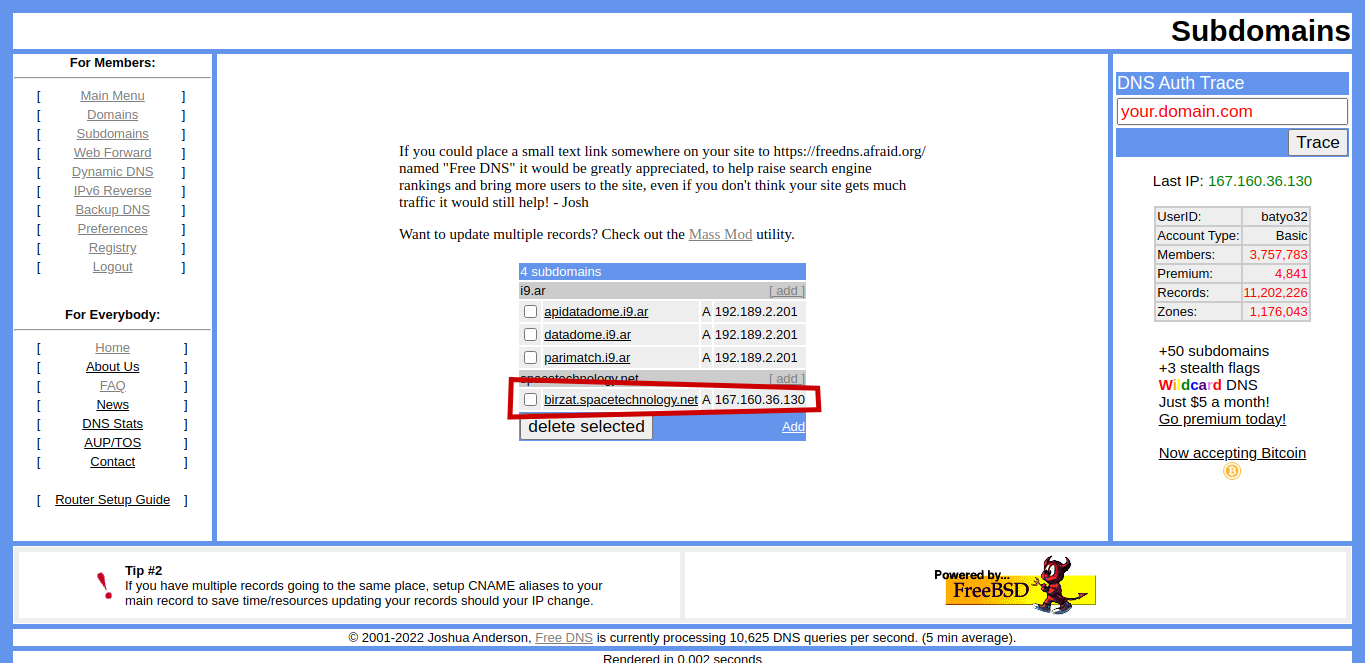 Subdomains
For Members:
[ Main Menu ]
[ Domains ]
[ Subdomains ]
[ Web Forward ]
[ Dynamic DNS ]
[ IPv6 Reverse ]
[ Backup DNS ]
[ Preferences ]
[ Registry ]
[ Logout ]
For Everybody:
[ Home ]
[ About Us ]
[ FAQ ]
[ News ]
[ DNS Stats ]
[ AUP/TOS ]
[ Contact ]
[ Router Setup Guide ]
If you could place a small text link somewhere on your site to https://freedns.afraid.org/
named "Free DNS" it would be greatly appreciated, to help raise search engine
rankings and bring more users to the site, even if you don't think your site gets much
traffic it would still help! - Josh
Want to update multiple records? Check out the Mass Mod utility.
4 subdomains
i9.ar [ add ]
apidatadome.i9.ar A 192.189.2.201
datadome.i9.ar A 192.189.2.201
parimatch.i9.ar A 192.189.2.201
spacetechnology.net [ add ]
birzat.spacetechnology.net A 167.160.36.130
delete selected Add
DNS Auth Trace
your.domain.com
Trace
Last IP: 167.160.36.130
UserID: batyo32
Account Type: Basic
Members: 3,757,783
Premium: 4,841
Records: 11,202,226
Zones: 1,176,043
+50 subdomains
+3 stealth flags
Wildcard DNS
Just $5 a month!
Go premium today!
Now accepting Bitcoin
Tip #2
If you have multiple records going to the same place, setup CNAME aliases to your
main record to save time/resources updating your records should your IP change.
Powered by...
FreeBSD
© 2001-2022 Joshua Anderson, Free DNS is currently processing 10,625 DNS queries per second. (5 min average).
Rendered in 0.002 seconds